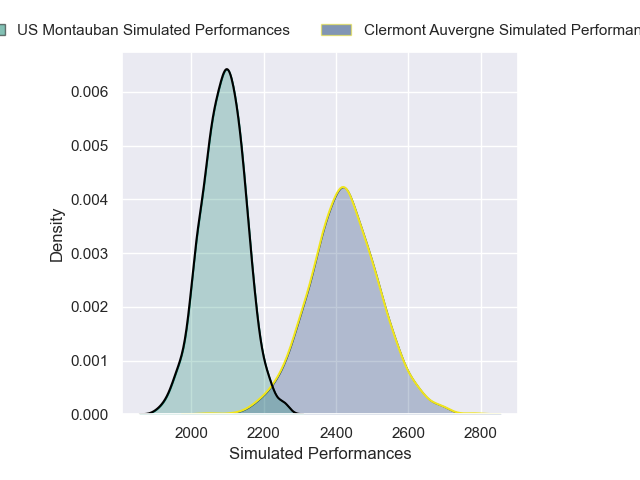 US Montauban Simulated Performances
Clermont Auvergne Simulated
0.006
0.005
0.004
0.003
0.002
0.001
0.000
Density
2000 2200 2400 2600 2800
Simulated Performances